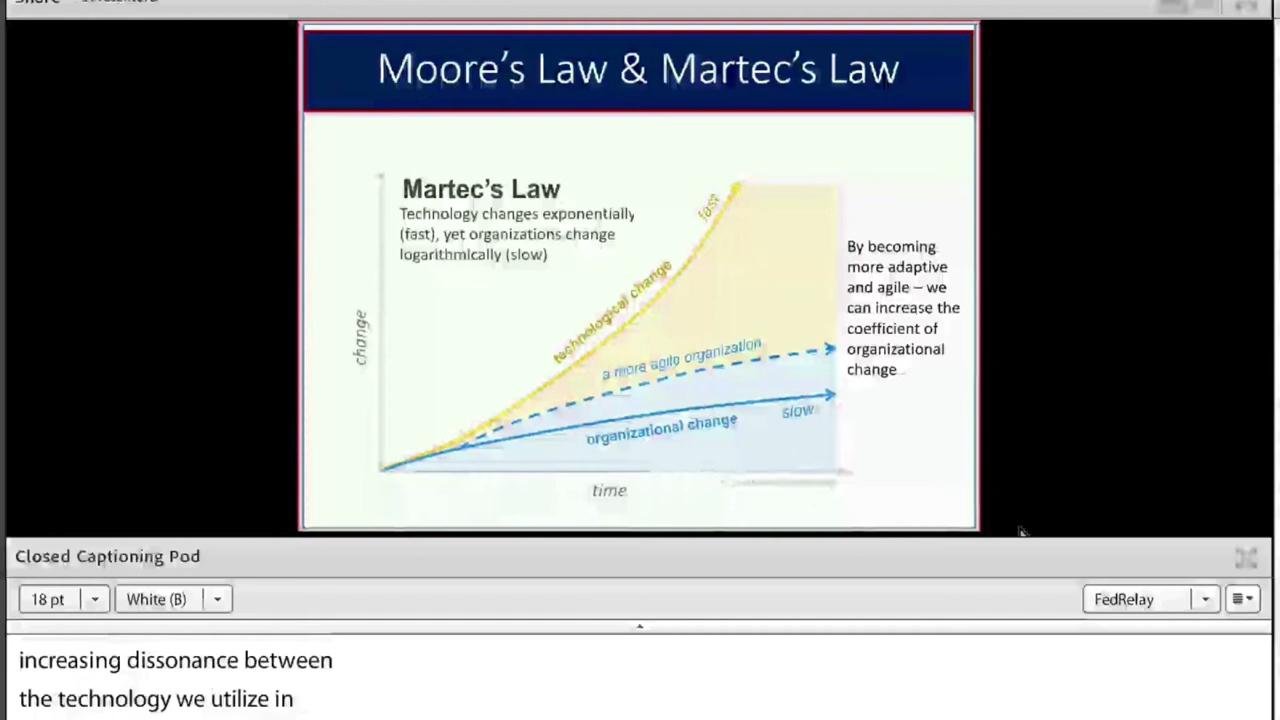 Moore's Law & Martec's Law
Martec's Law
Technology changes exponentially
(fast), yet organizations change
logarithmically (slow)
fast
technological change
a more agile organization
organizational change
slow
change
time
By becoming
more adaptive
and agile – we
can increase the
coefficient of
organizational
change
Closed Captioning Pod
18 pt
White (B)
FedRelay
increasing dissonance between
the technology we utilize in